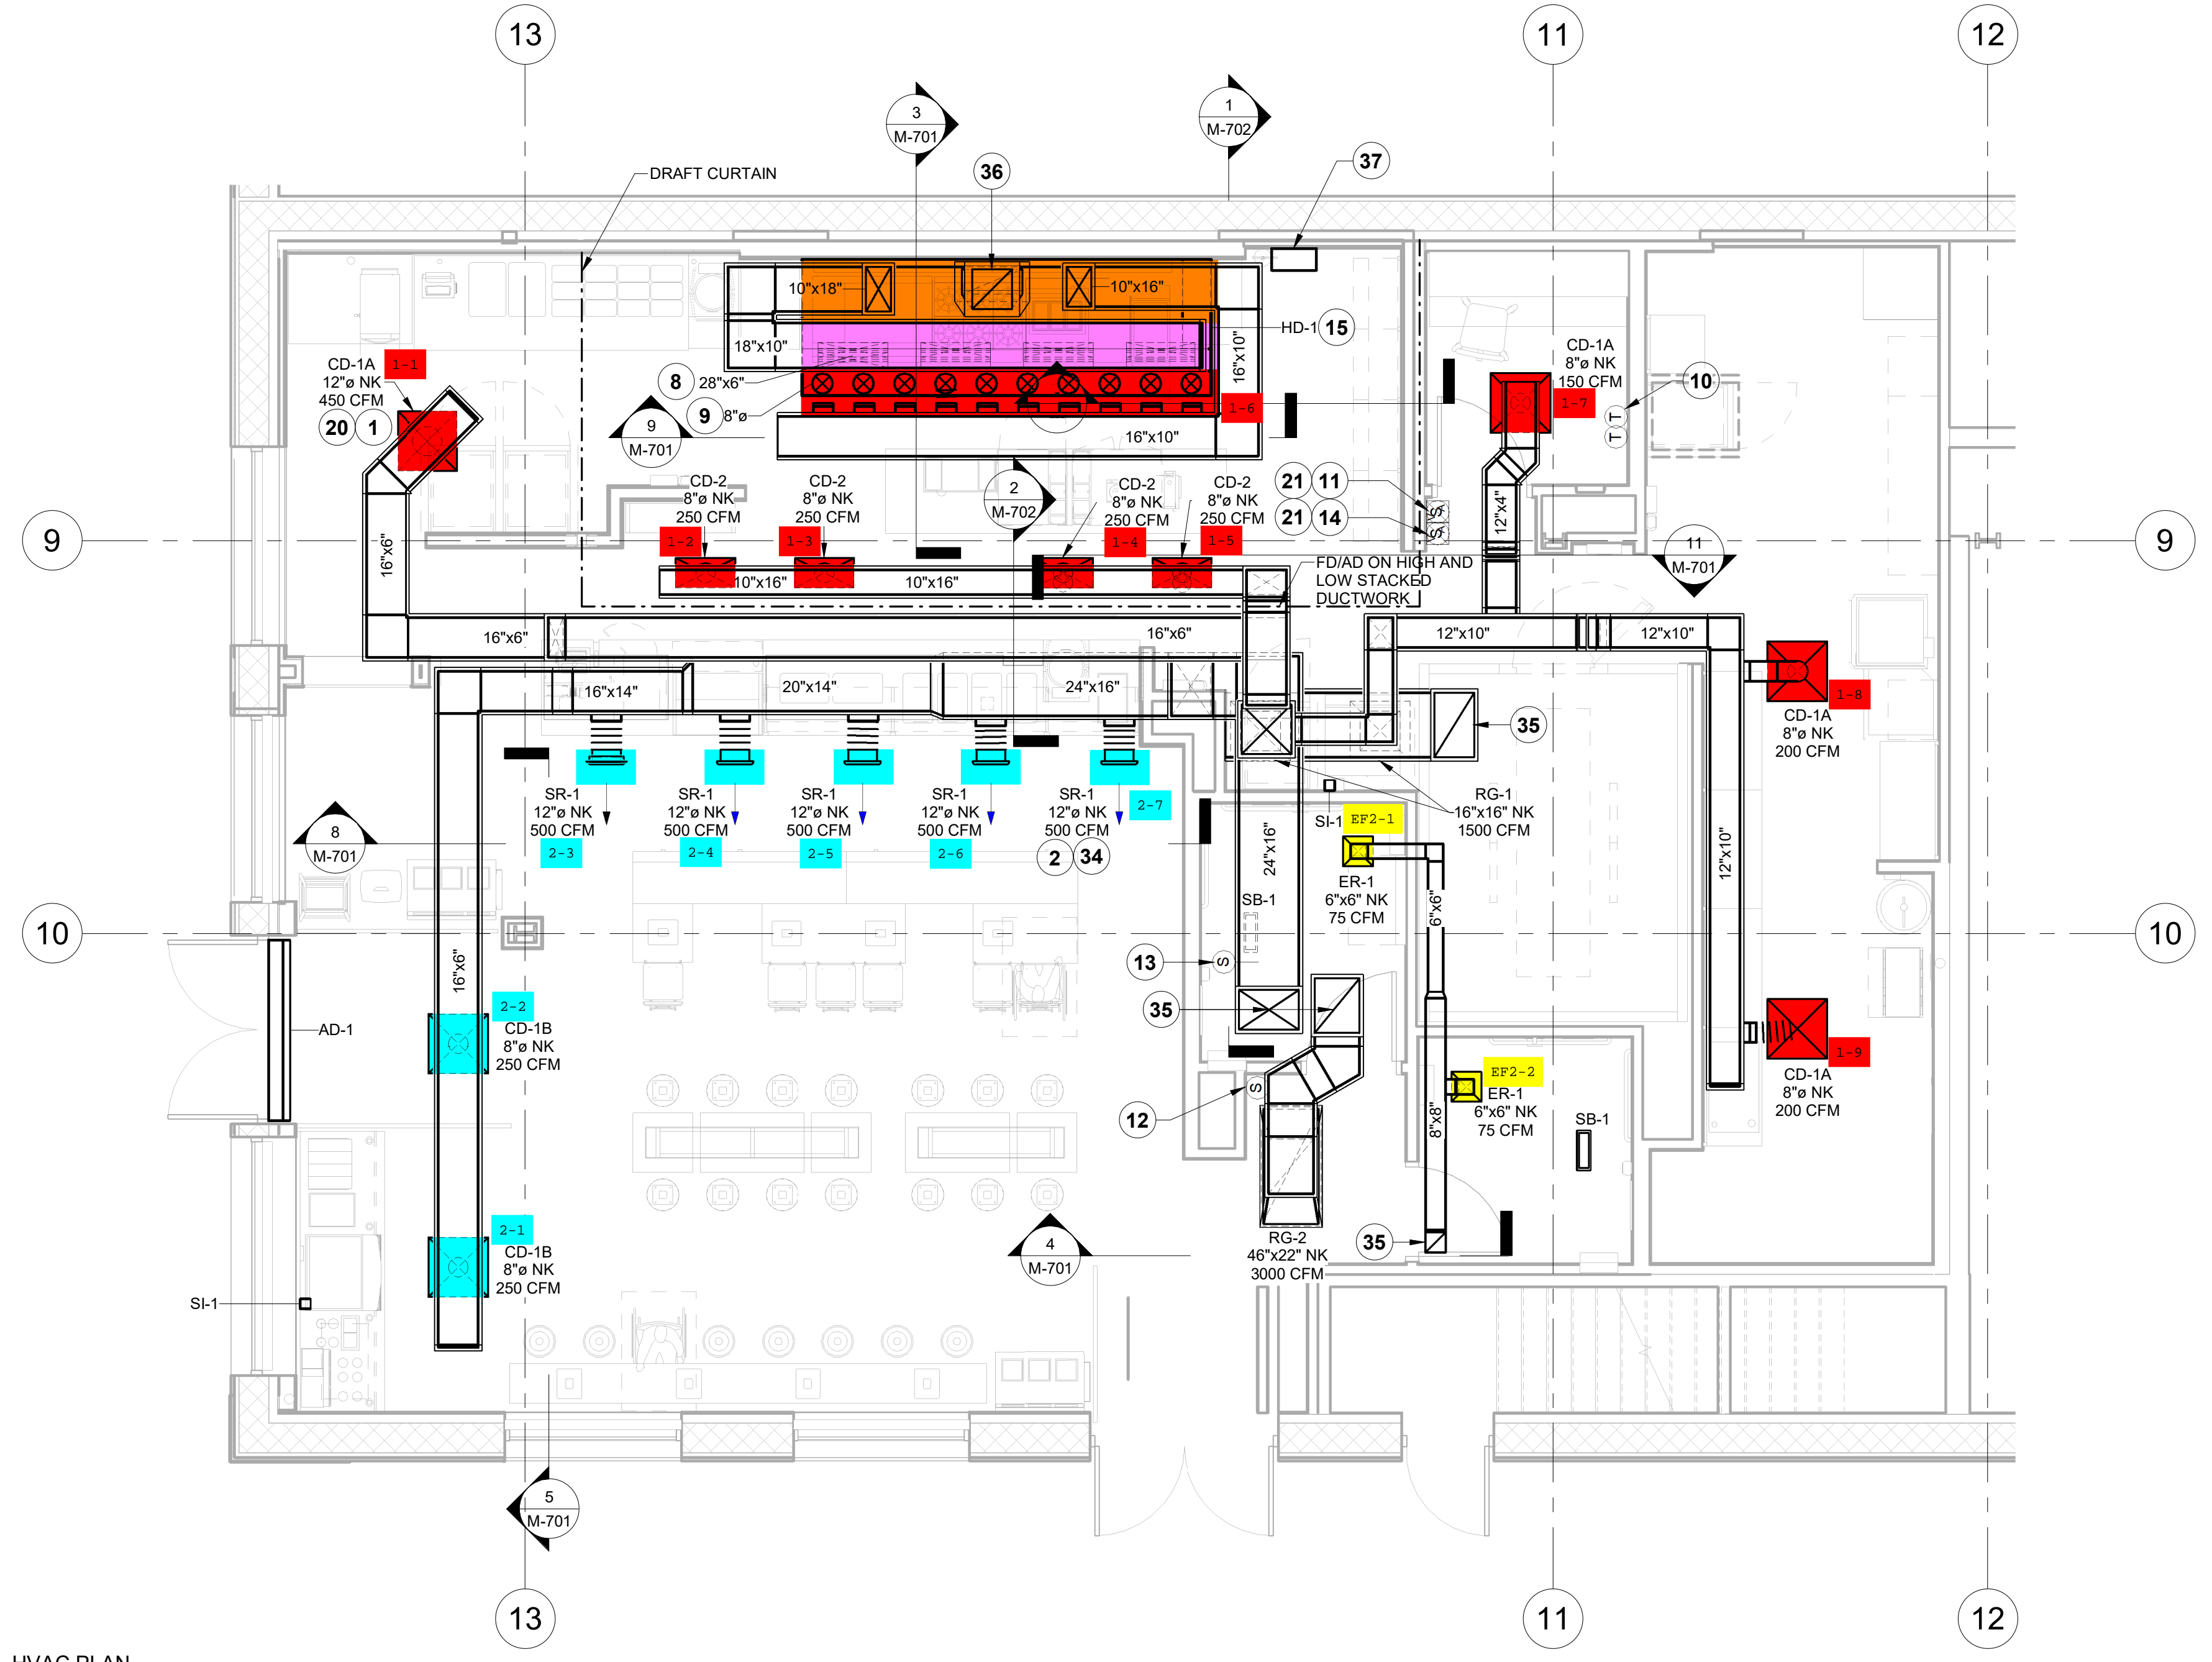 13
11
12
3
M-701
1
M-702
36
37
DRAFT CURTAIN
10"x18"
10"x16"
HD-1
15
18"x10"
16"x10"
CD-1A
12"ø NK
450 CFM
1-1
20
1
8
28"x6"
9
8"ø
1-6
CD-1A
8"ø NK
150 CFM
1-7
10
T
T
9
M-701
16"x10"
CD-2
8"ø NK
250 CFM
1-2
CD-2
8"ø NK
250 CFM
1-3
2
M-702
CD-2
8"ø NK
250 CFM
1-4
CD-2
8"ø NK
250 CFM
1-5
21
11
S
21
14
S
12"x4"
11
M-701
9
9
16"x6"
10"x16"
10"x16"
FD/AD ON HIGH AND
LOW STACKED
DUCTWORK
16"x6"
16"x6"
12"x10"
12"x10"
16"x14"
20"x14"
24"x16"
35
1-8
CD-1A
8"ø NK
200 CFM
SR-1
12"ø NK
500 CFM
2-3
SR-1
12"ø NK
500 CFM
2-4
SR-1
12"ø NK
500 CFM
2-5
SR-1
12"ø NK
500 CFM
2-6
SR-1
12"ø NK
500 CFM
2-7
2
34
RG-1
16"x16" NK
1500 CFM
SI-1
EF2-1
8
M-701
24"x16"
12"x10"
ER-1
6"x6" NK
75 CFM
6"x6"
SB-1
10
10
13
S
16"x6"
2-2
CD-1B
8"ø NK
250 CFM
AD-1
35
1-9
CD-1A
8"ø NK
200 CFM
EF2-2
ER-1
6"x6" NK
75 CFM
8"x8"
SB-1
12
S
2-1
CD-1B
8"ø NK
250 CFM
4
M-701
RG-2
46"x22" NK
3000 CFM
35
SI-1
5
M-701
13
11
12
HVAC PLAN